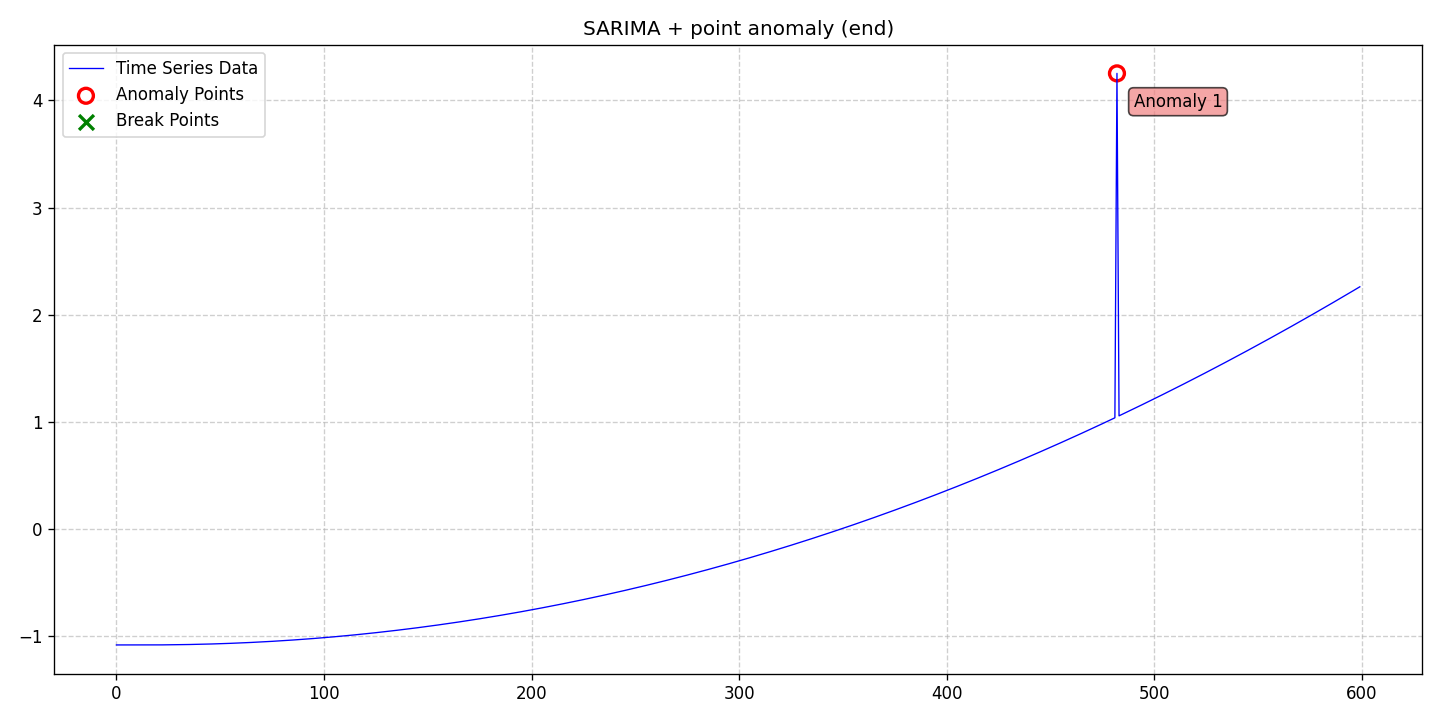 SARIMA + point anomaly (end)
Time Series Data
Anomaly Points
Break Points
Anomaly 1
4
3
2
1
0
−1
0 100 200 300 400 500 600